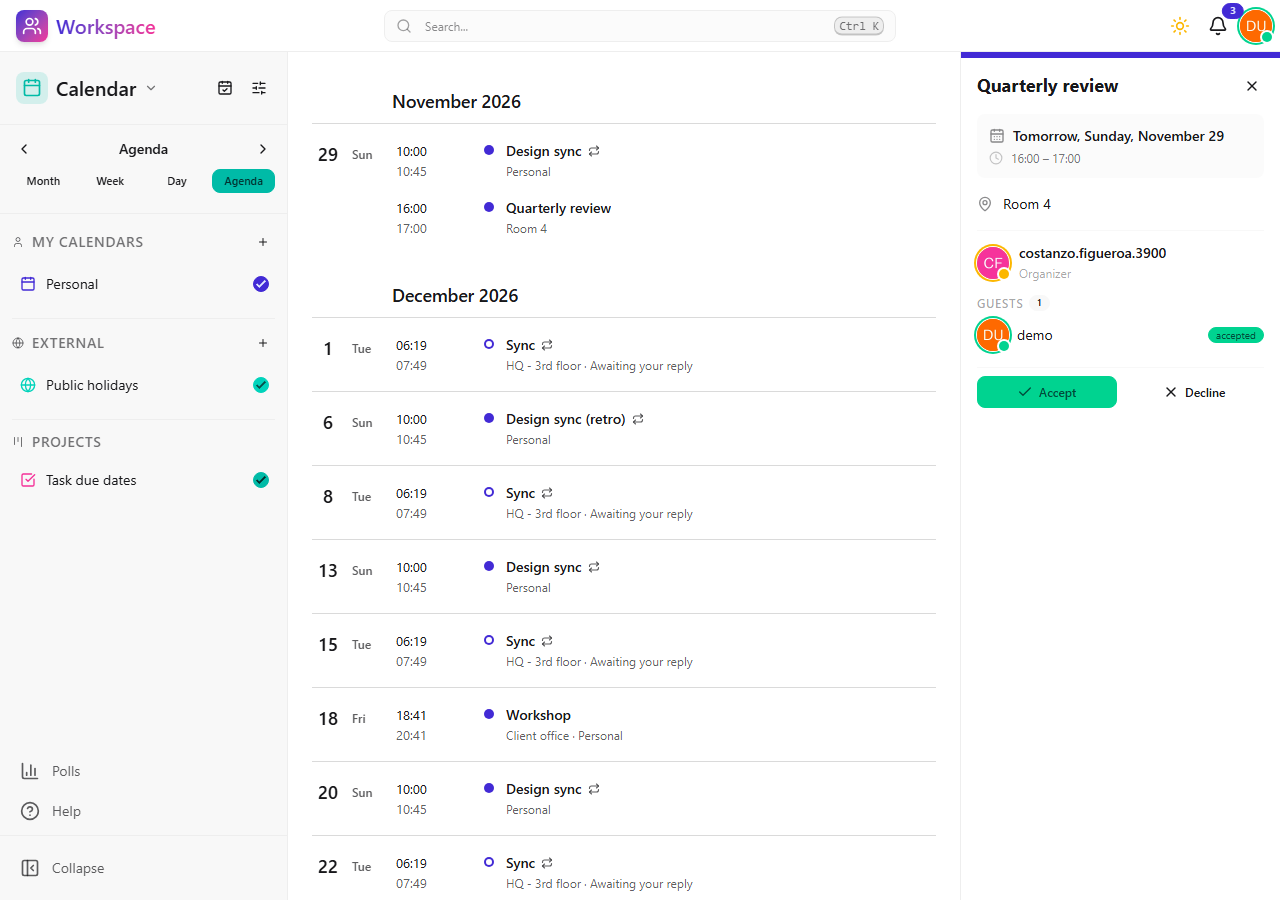 Workspace
Search...
Ctrl K
3
DU
Calendar
Agenda
Month
Week
Day
Agenda
MY CALENDARS
Personal
EXTERNAL
Public holidays
PROJECTS
Task due dates
Polls
Help
Collapse
November 2026
29 Sun 10:00 Design sync
10:45 Personal
16:00 Quarterly review
17:00 Room 4
December 2026
1 Tue 06:19 Sync
07:49 HQ - 3rd floor · Awaiting your reply
6 Sun 10:00 Design sync (retro)
10:45 Personal
8 Tue 06:19 Sync
07:49 HQ - 3rd floor · Awaiting your reply
13 Sun 10:00 Design sync
10:45 Personal
15 Tue 06:19 Sync
07:49 HQ - 3rd floor · Awaiting your reply
18 Fri 18:41 Workshop
20:41 Client office · Personal
20 Sun 10:00 Design sync
10:45 Personal
22 Tue 06:19 Sync
07:49 HQ - 3rd floor · Awaiting your reply
Quarterly review
Tomorrow, Sunday, November 29
16:00 – 17:00
Room 4
CF
costanzo.figueroa.3900
Organizer
GUESTS 1
DU
demo
accepted
Accept
Decline